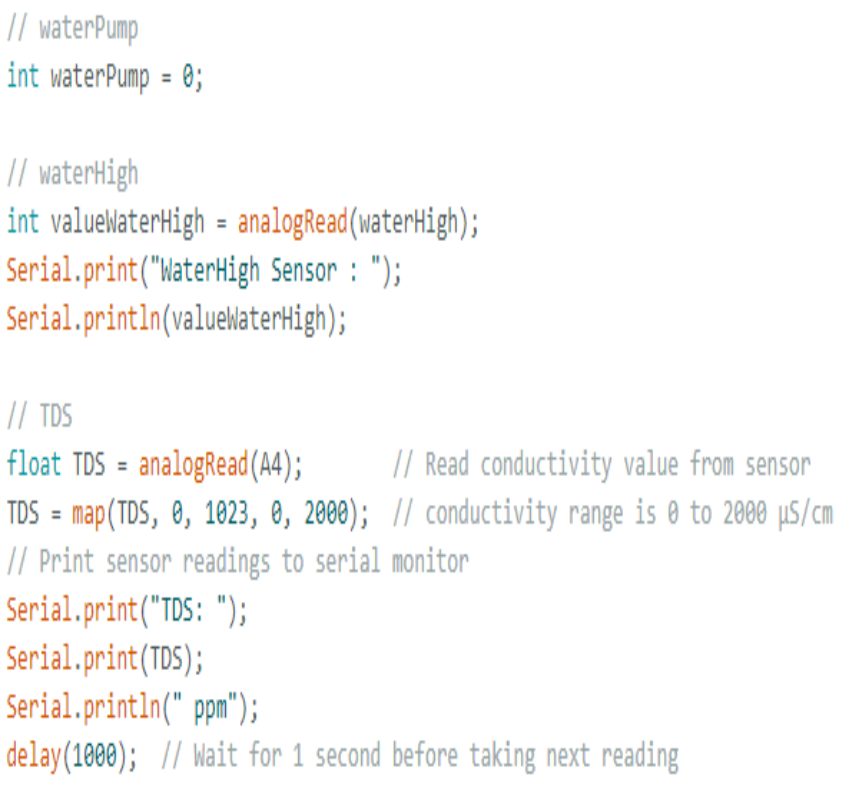 // waterPump
int waterPump = 0;
// waterHigh
int valueWaterHigh = analogRead(waterHigh);
Serial.print("WaterHigh Sensor : ");
Serial.println(valueWaterHigh);
// TDS
float TDS = analogRead(A4);        // Read conductivity value from sensor
TDS = map(TDS, 0, 1023, 0, 2000);  // conductivity range is 0 to 2000 µS/cm
// Print sensor readings to serial monitor
Serial.print("TDS: ");
Serial.print(TDS);
Serial.println(" ppm");
delay(1000);  // Wait for 1 second before taking next reading